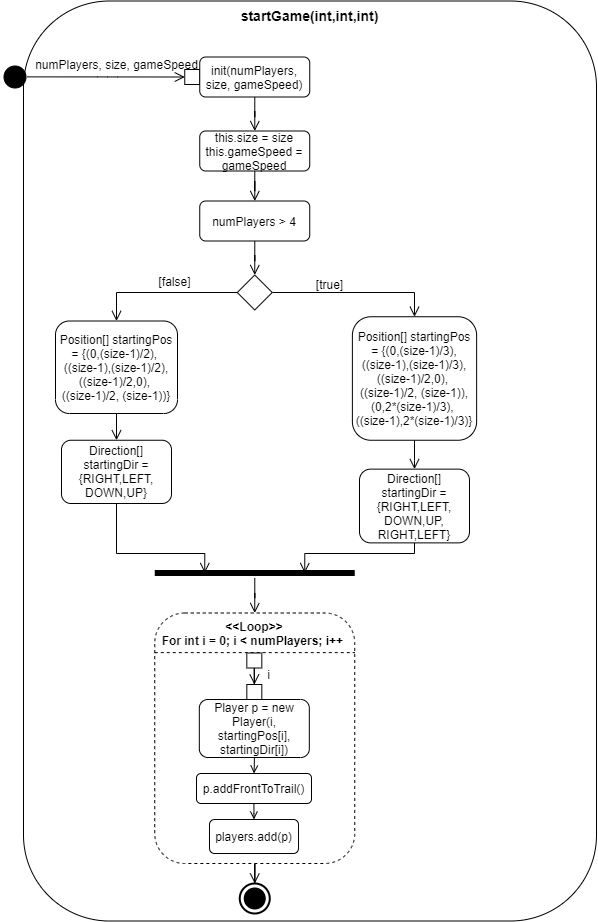 startGame(int,int,int)
numPlayers, size, gameSpeed
init(numPlayers,
size, gameSpeed)
this.size = size
this.gameSpeed =
gameSpeed
numPlayers > 4
[false]
[true]
Position[] startingPos
= {(0,(size-1)/2),
((size-1),(size-1)/2),
((size-1)/2,0),
((size-1)/2, (size-1))}
Position[] startingPos
= {(0,(size-1)/3),
((size-1),(size-1)/3),
((size-1)/2,0),
((size-1)/2, (size-1)),
(0,2*(size-1)/3),
((size-1),2*(size-1)/3)}
Direction[]
startingDir =
{RIGHT,LEFT,
DOWN,UP}
Direction[]
startingDir =
{RIGHT,LEFT,
DOWN,UP,
RIGHT,LEFT}
<<Loop>>
For int i = 0; i < numPlayers; i++
i
Player p = new
Player(i,
startingPos[i],
startingDir[i])
p.addFrontToTrail()
players.add(p)